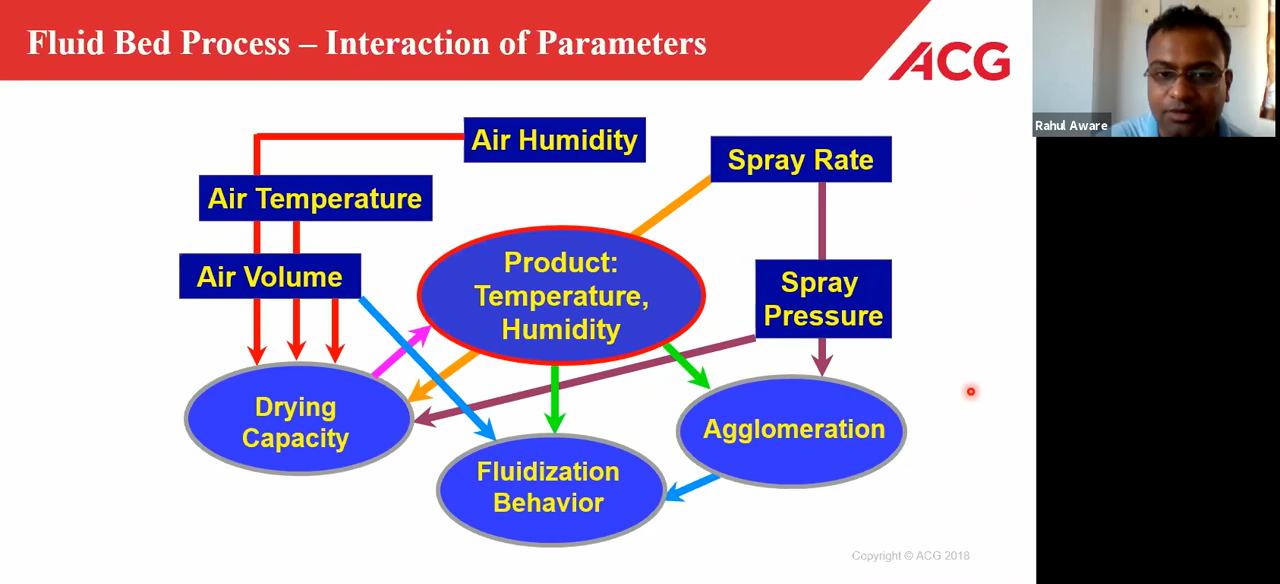 Fluid Bed Process – Interaction of Parameters
ACG
Rahul Aware
Air Humidity
Spray Rate
Air Temperature
Air Volume
Product:
Temperature,
Humidity
Spray
Pressure
Drying
Capacity
Agglomeration
Fluidization
Behavior
Copyright © ACG 2018